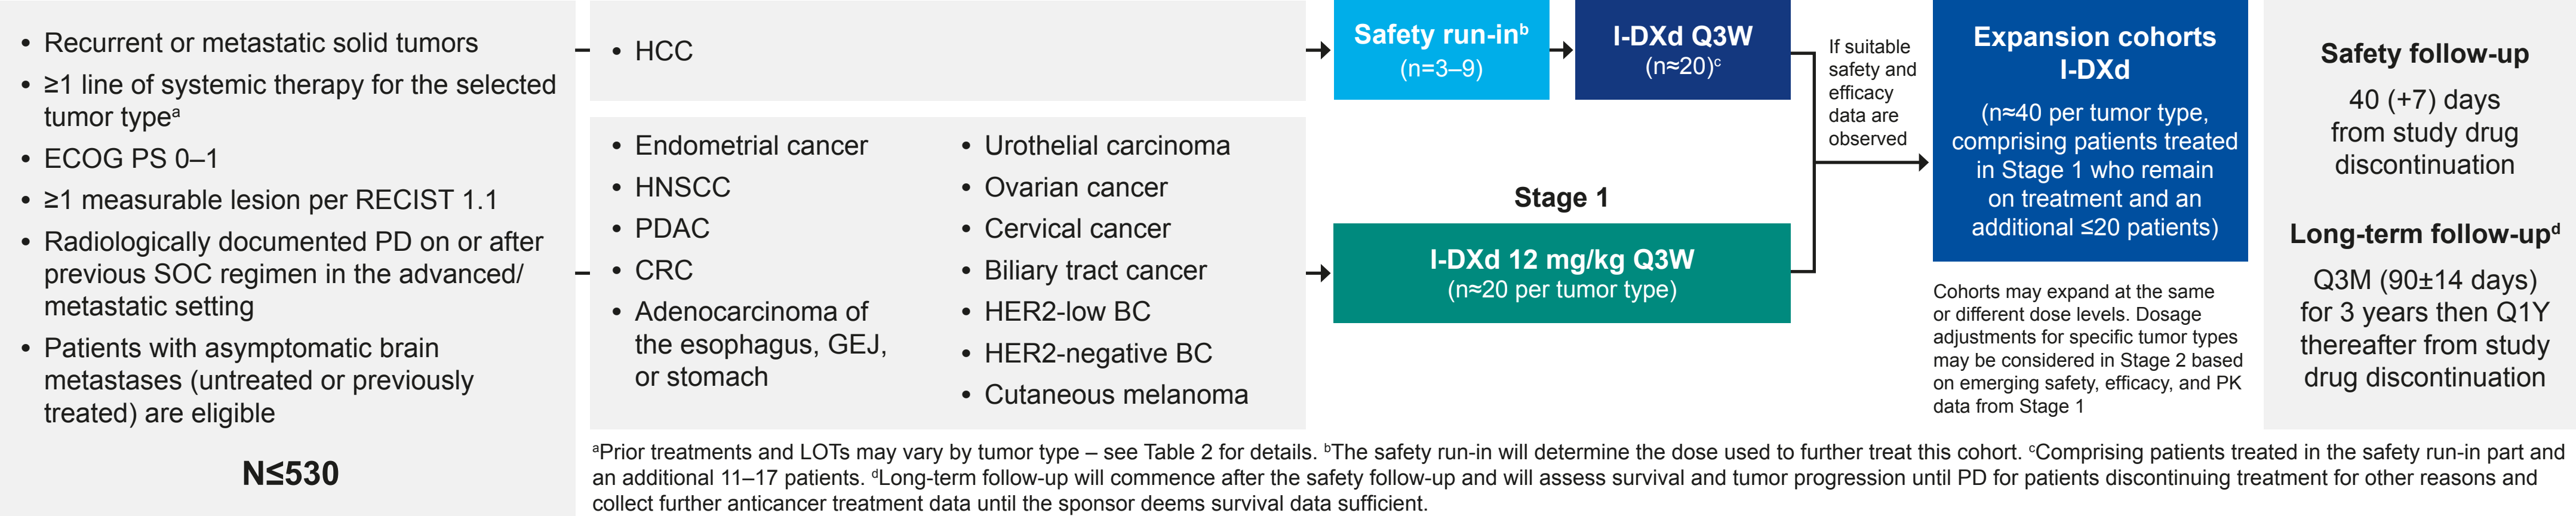 • Recurrent or metastatic solid tumors
• ≥1 line of systemic therapy for the selected
tumor typeᵃ
• ECOG PS 0–1
• ≥1 measurable lesion per RECIST 1.1
• Radiologically documented PD on or after
previous SOC regimen in the advanced/
metastatic setting
• Patients with asymptomatic brain
metastases (untreated or previously
treated) are eligible
N≤530
• HCC
• Endometrial cancer
• HNSCC
• PDAC
• CRC
• Adenocarcinoma of
the esophagus, GEJ,
or stomach
• Urothelial carcinoma
• Ovarian cancer
• Cervical cancer
• Biliary tract cancer
• HER2-low BC
• HER2-negative BC
• Cutaneous melanoma
Safety run-inᵇ
(n=3–9)
I-DXd Q3W
(n≈20)ᶜ
Stage 1
I-DXd 12 mg/kg Q3W
(n≈20 per tumor type)
If suitable
safety and
efficacy
data are
observed
Expansion cohorts
I-DXd
(n≈40 per tumor type,
comprising patients treated
in Stage 1 who remain
on treatment and an
additional ≤20 patients)
Cohorts may expand at the same
or different dose levels. Dosage
adjustments for specific tumor types
may be considered in Stage 2 based
on emerging safety, efficacy, and PK
data from Stage 1
Safety follow-up
40 (+7) days
from study drug
discontinuation
Long-term follow-upᵈ
Q3M (90±14 days)
for 3 years then Q1Y
thereafter from study
drug discontinuation
ᵃPrior treatments and LOTs may vary by tumor type – see Table 2 for details. ᵇThe safety run-in will determine the dose used to further treat this cohort. ᶜComprising patients treated in the safety run-in part and
an additional 11–17 patients. ᵈLong-term follow-up will commence after the safety follow-up and will assess survival and tumor progression until PD for patients discontinuing treatment for other reasons and
collect further anticancer treatment data until the sponsor deems survival data sufficient.